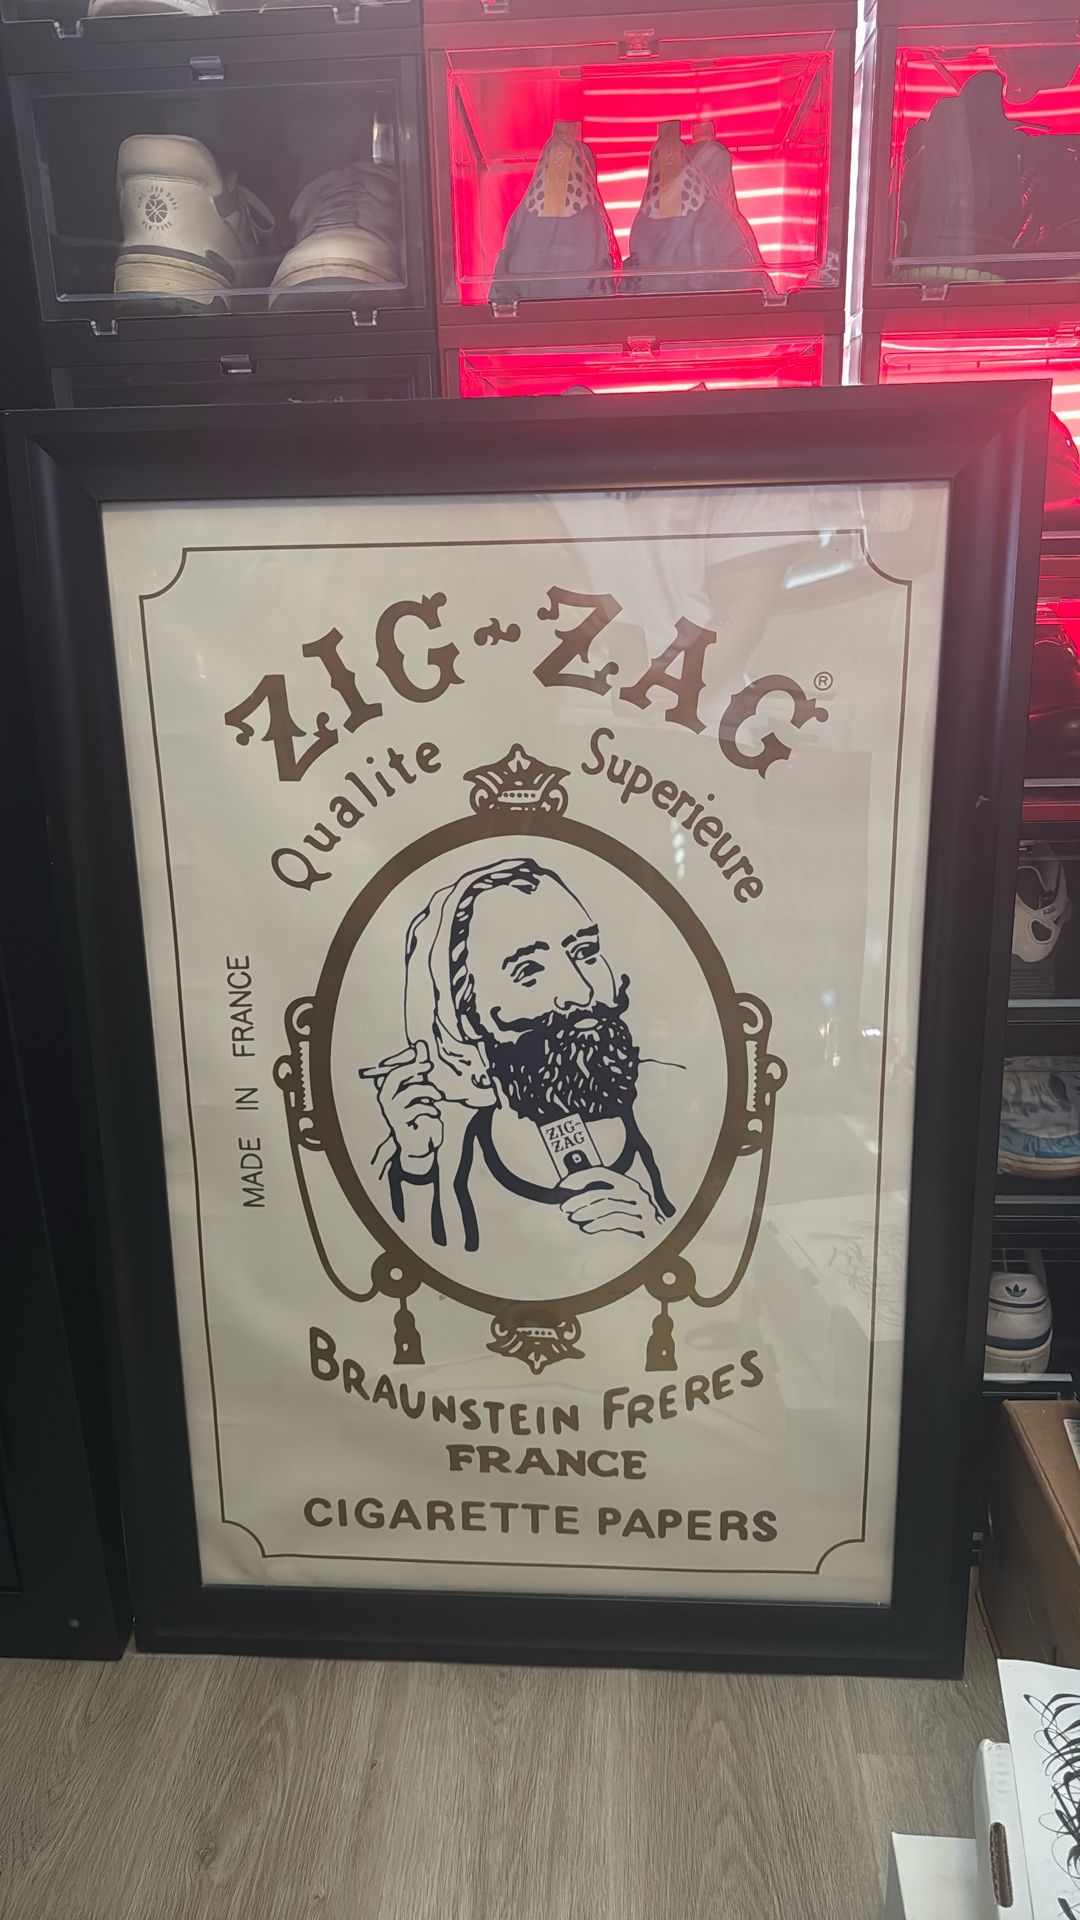 ZIG-ZAG ®
Qualite Superieure
MADE IN FRANCE
ZIG-
ZAG
BRAUNSTEIN FRERES
FRANCE
CIGARETTE PAPERS